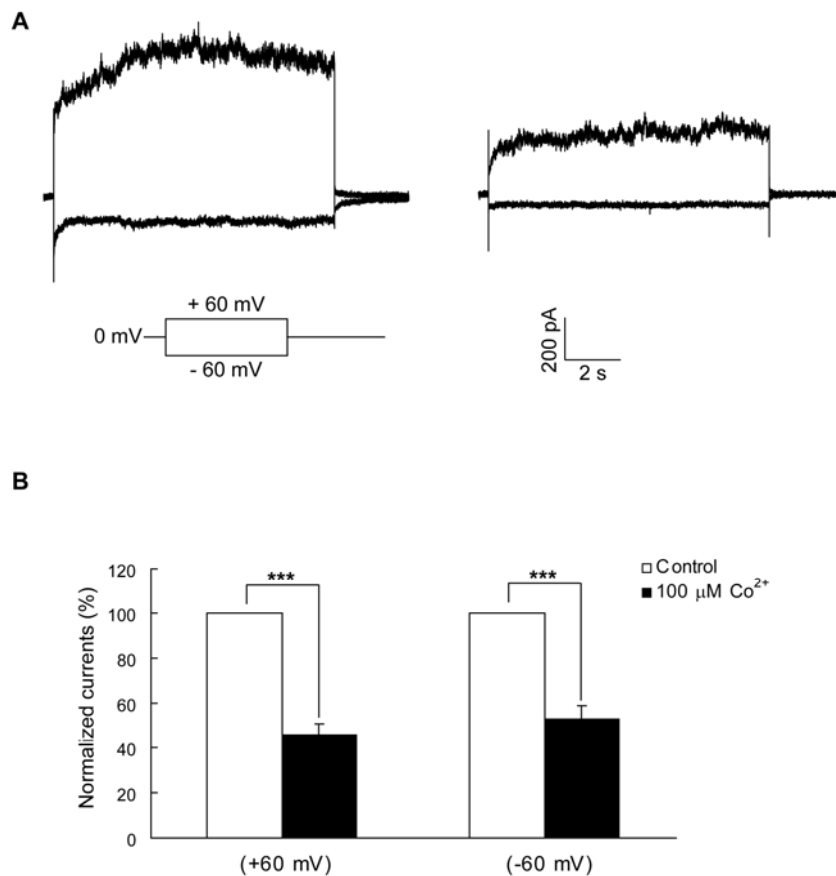 A
+ 60 mV
0 mV
- 60 mV
200 pA
2 s
B
Normalized currents (%)
120
100
80
60
40
20
0
***
***
Control
100 µM Co²⁺
(+60 mV)
(-60 mV)